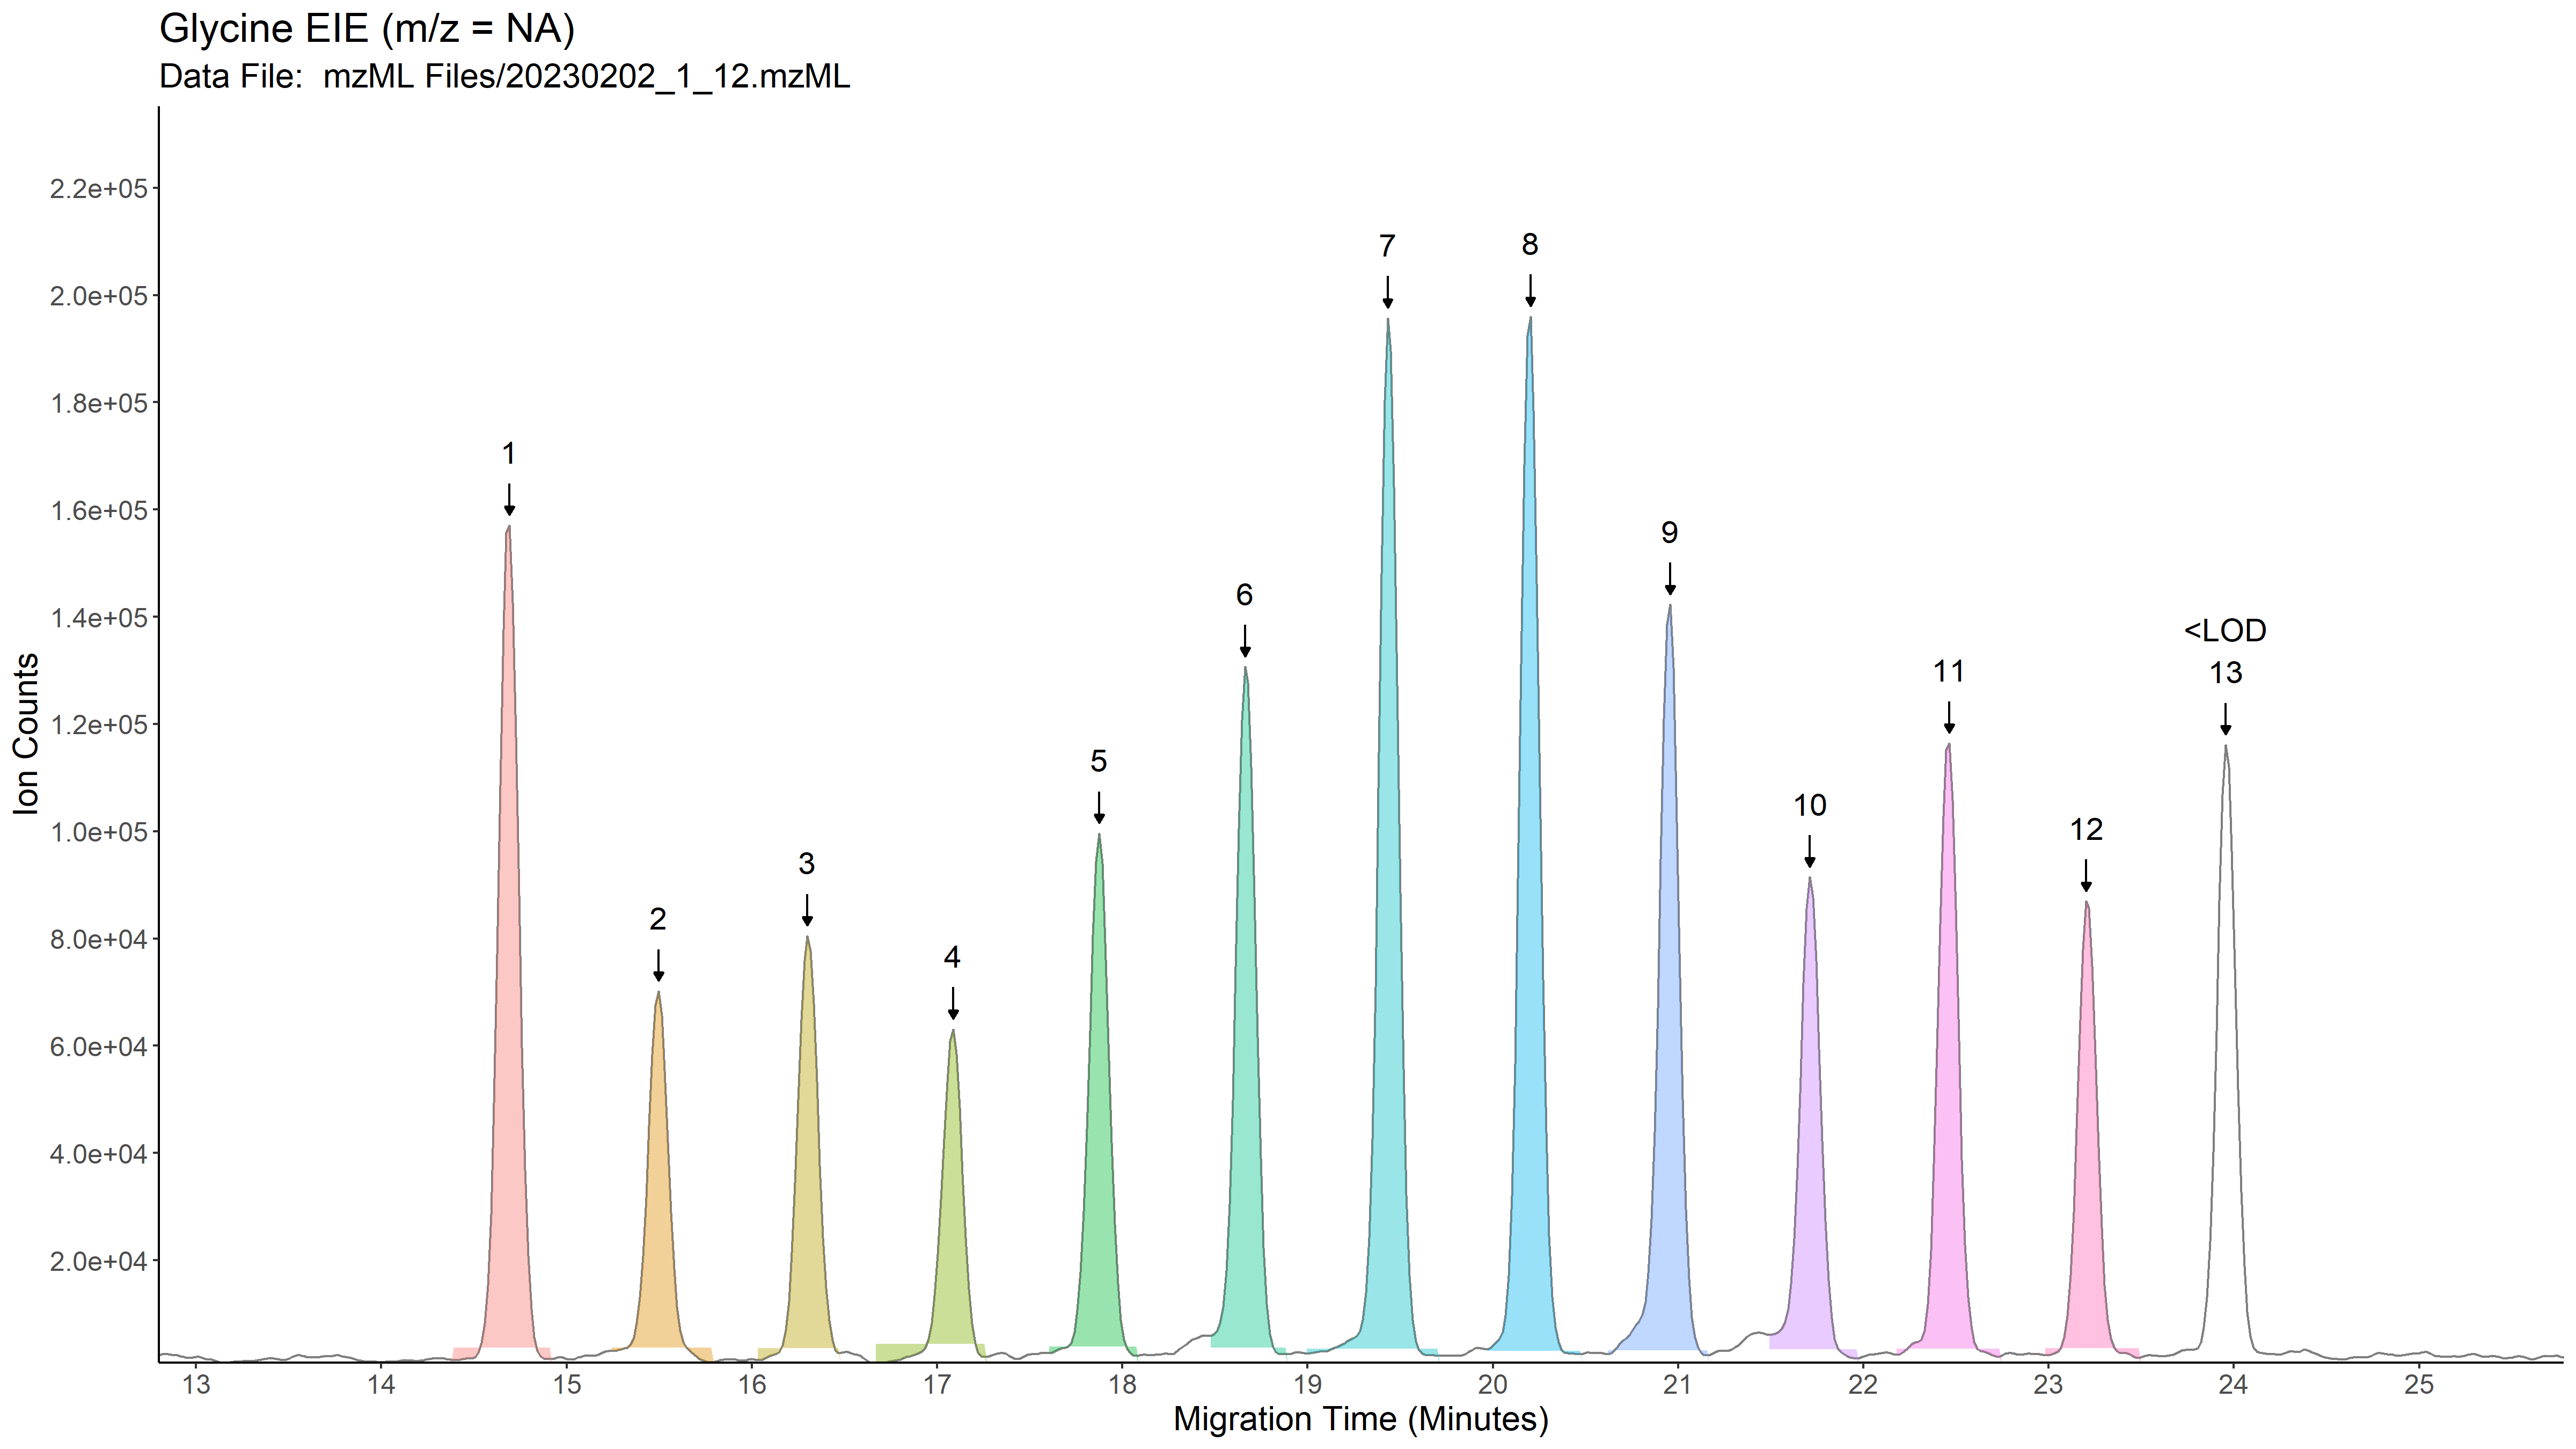 Glycine EIE (m/z = NA)
Data File:  mzML Files/20230202_1_12.mzML
2.2e+05
2.0e+05
1.8e+05
1.6e+05
1.4e+05
1.2e+05
1.0e+05
8.0e+04
6.0e+04
4.0e+04
2.0e+04
Ion Counts
1
2
3
4
5
6
7
8
9
10
11
12
<LOD
13
13
14
15
16
17
18
19
20
21
22
23
24
25
Migration Time (Minutes)